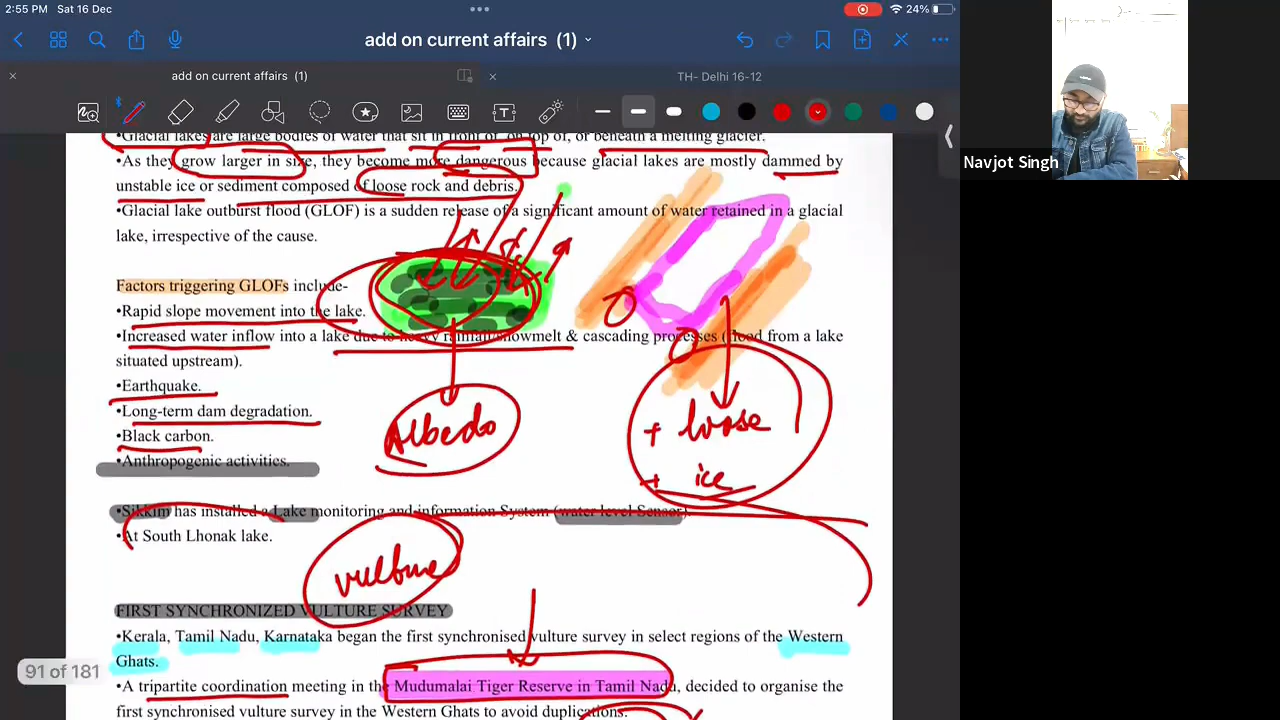 2:55 PM Sat 16 Dec
24%
add on current affairs (1)
add on current affairs (1)
TH- Delhi 16-12
Navjot Singh
•Glacial lakes are large bodies of water that sit in front of, on top of, or beneath a melting glacier.
•As they grow larger in size, they become more dangerous because glacial lakes are mostly dammed by
unstable ice or sediment composed of loose rock and debris.
•Glacial lake outburst flood (GLOF) is a sudden release of a significant amount of water retained in a glacial
lake, irrespective of the cause.
Factors triggering GLOFs include-
•Rapid slope movement into the lake.
•Increased water inflow into a lake due to heavy rainfall/snowmelt & cascading processes (flood from a lake
situated upstream).
•Earthquake.
•Long-term dam degradation.
•Black carbon.
•Anthropogenic activities.
Albedo
+ loose
+ ice
•Sikkim has installed a Lake monitoring and information System (water level Sensor).
•At South Lhonak lake.
vulture
FIRST SYNCHRONIZED VULTURE SURVEY
•Kerala, Tamil Nadu, Karnataka began the first synchronised vulture survey in select regions of the Western
Ghats.
91 of 181
•A tripartite coordination meeting in the Mudumalai Tiger Reserve in Tamil Nadu, decided to organise the
first synchronised vulture survey in the Western Ghats to avoid duplications.